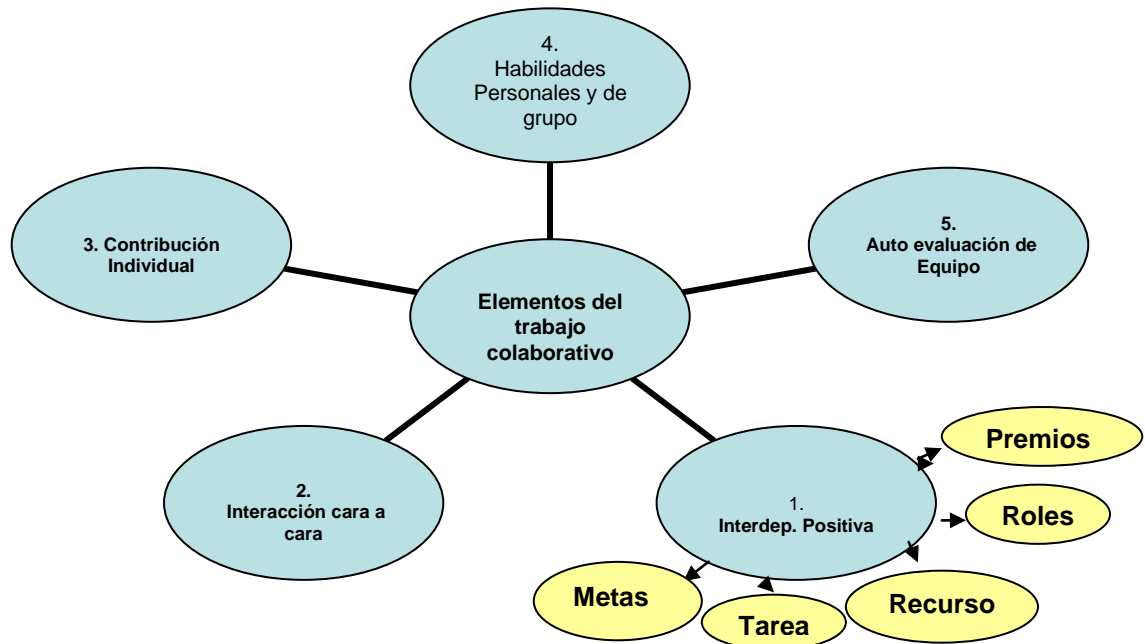 4.
Habilidades
Personales y de
grupo
3. Contribución
Individual
5.
Auto evaluación de
Equipo
Elementos del
trabajo
colaborativo
2.
Interacción cara a
cara
1.
Interdep. Positiva
Premios
Roles
Recurso
Tarea
Metas